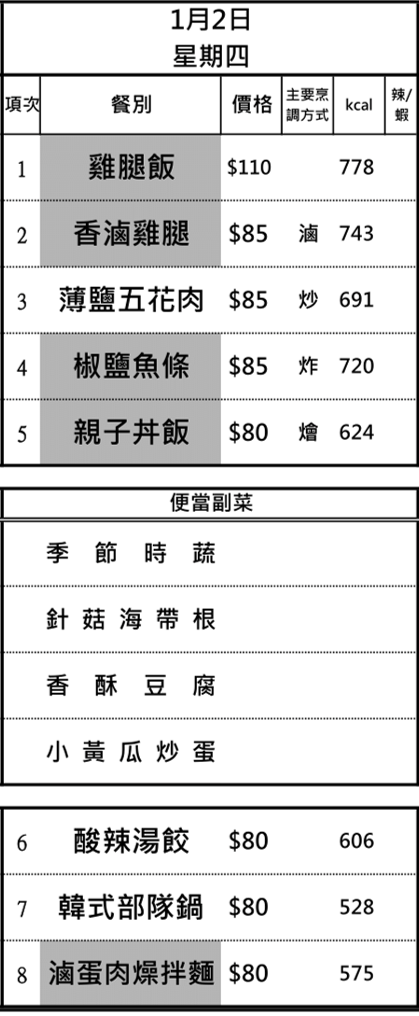 1月2日
星期四
項次 餐別 價格 主要烹調方式 kcal 辣/蝦
1 雞腿飯 $110 778
2 香滷雞腿 $85 滷 743
3 薄鹽五花肉 $85 炒 691
4 椒鹽魚條 $85 炸 720
5 親子丼飯 $80 燴 624
便當副菜
季節時蔬
針菇海帶根
香酥豆腐
小黃瓜炒蛋
6 酸辣湯餃 $80 606
7 韓式部隊鍋 $80 528
8 滷蛋肉燥拌麵 $80 575